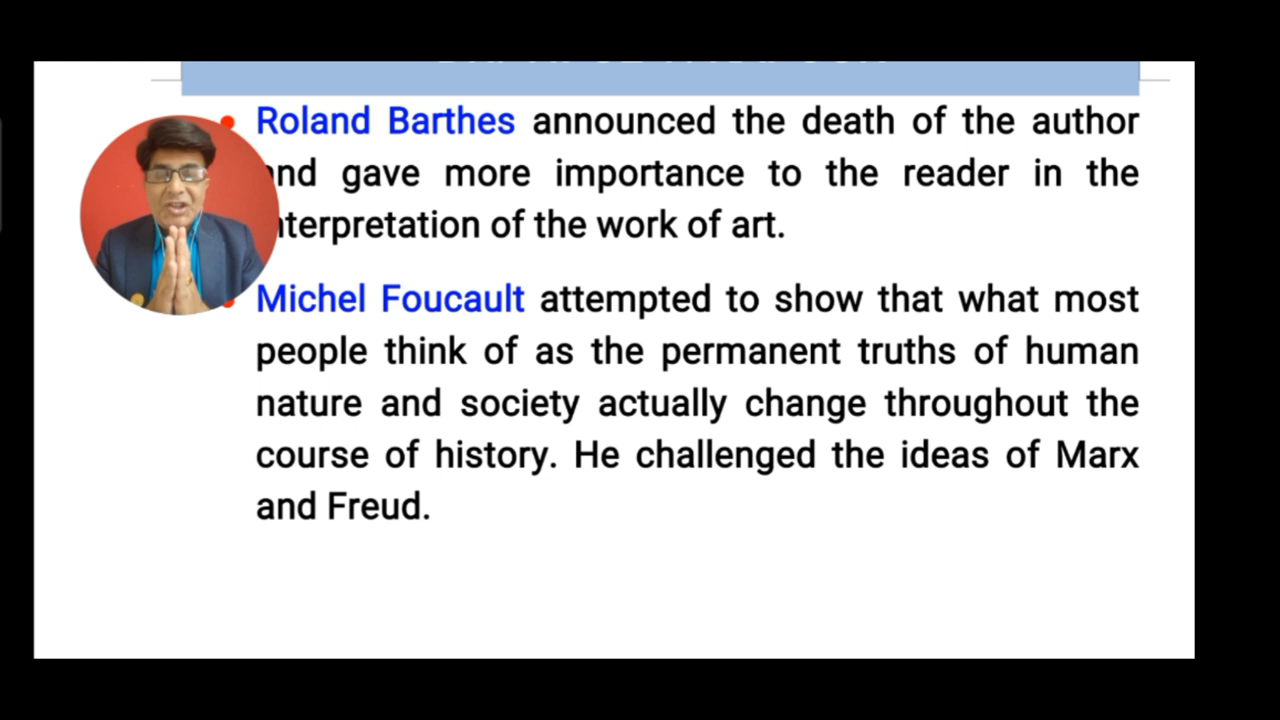 Roland Barthes announced the death of the author
and gave more importance to the reader in the
interpretation of the work of art.
Michel Foucault attempted to show that what most
people think of as the permanent truths of human
nature and society actually change throughout the
course of history. He challenged the ideas of Marx
and Freud.